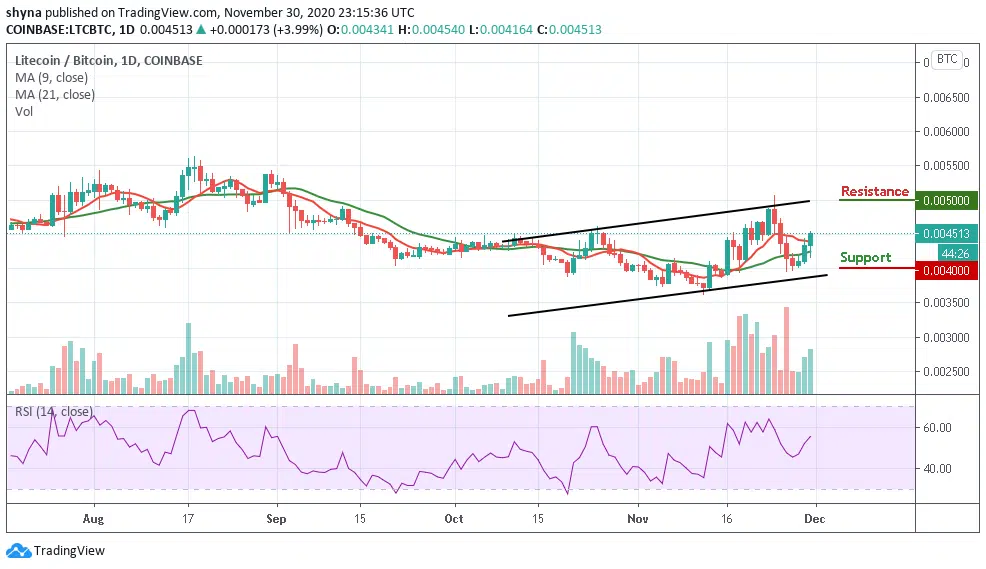 shyna published on TradingView.com, November 30, 2020 23:15:36 UTC
COINBASE:LTCBTC, 1D 0.004513 ▲ +0.000173 (+3.99%) O:0.004341 H:0.004540 L:0.004164 C:0.004513
Litecoin / Bitcoin, 1D, COINBASE
MA (9, close)
MA (21, close)
Vol
BTC
0.006500
0.006000
0.005500
Resistance
0.005000
0.004513
44:26
Support
0.004000
0.003500
0.003000
0.002500
RSI (14, close)
60.00
40.00
Aug 17 Sep 15 Oct 15 Nov 16 Dec
TradingView